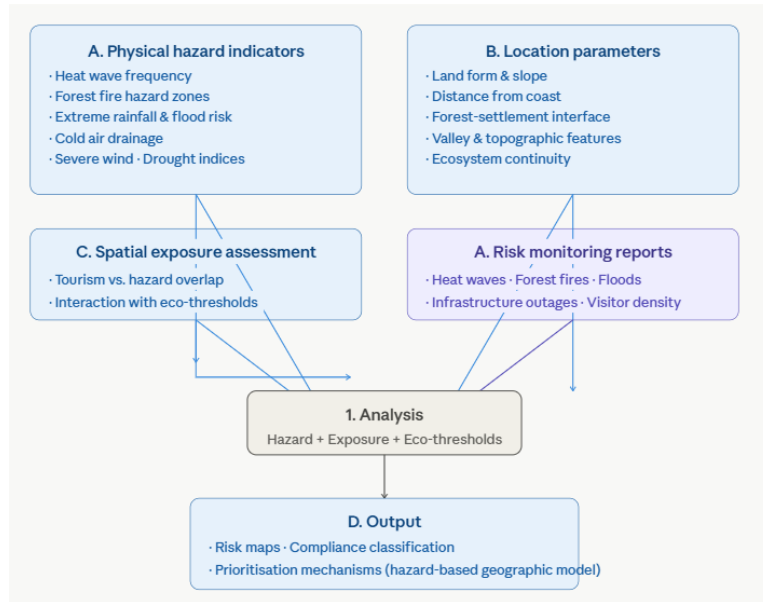 A. Physical hazard indicators
· Heat wave frequency
· Forest fire hazard zones
· Extreme rainfall & flood risk
· Cold air drainage
· Severe wind · Drought indices
B. Location parameters
· Land form & slope
· Distance from coast
· Forest-settlement interface
· Valley & topographic features
· Ecosystem continuity
C. Spatial exposure assessment
· Tourism vs. hazard overlap
· Interaction with eco-thresholds
A. Risk monitoring reports
· Heat waves · Forest fires · Floods
· Infrastructure outages · Visitor density
1. Analysis
Hazard + Exposure + Eco-thresholds
D. Output
· Risk maps · Compliance classification
· Prioritisation mechanisms (hazard-based geographic model)